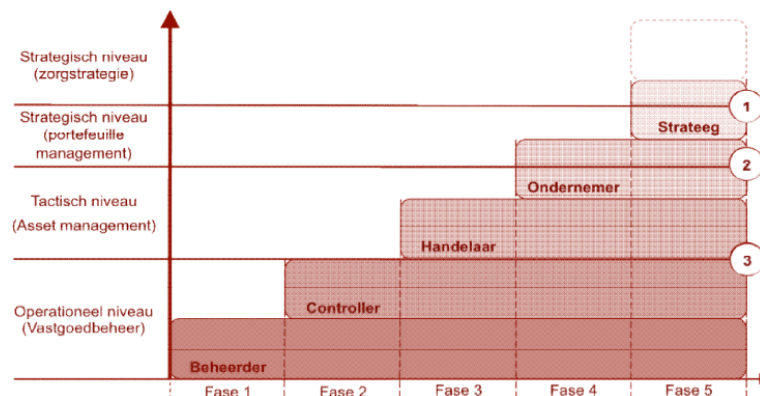 Strategisch niveau
(zorgstrategie)
1
Strategisch niveau
(portefeuille
management)
Strateeg
2
Ondernemer
Tactisch niveau
(Asset management)
Handelaar
3
Operationeel niveau
(Vastgoedbeheer)
Controller
Beheerder
Fase 1
Fase 2
Fase 3
Fase 4
Fase 5